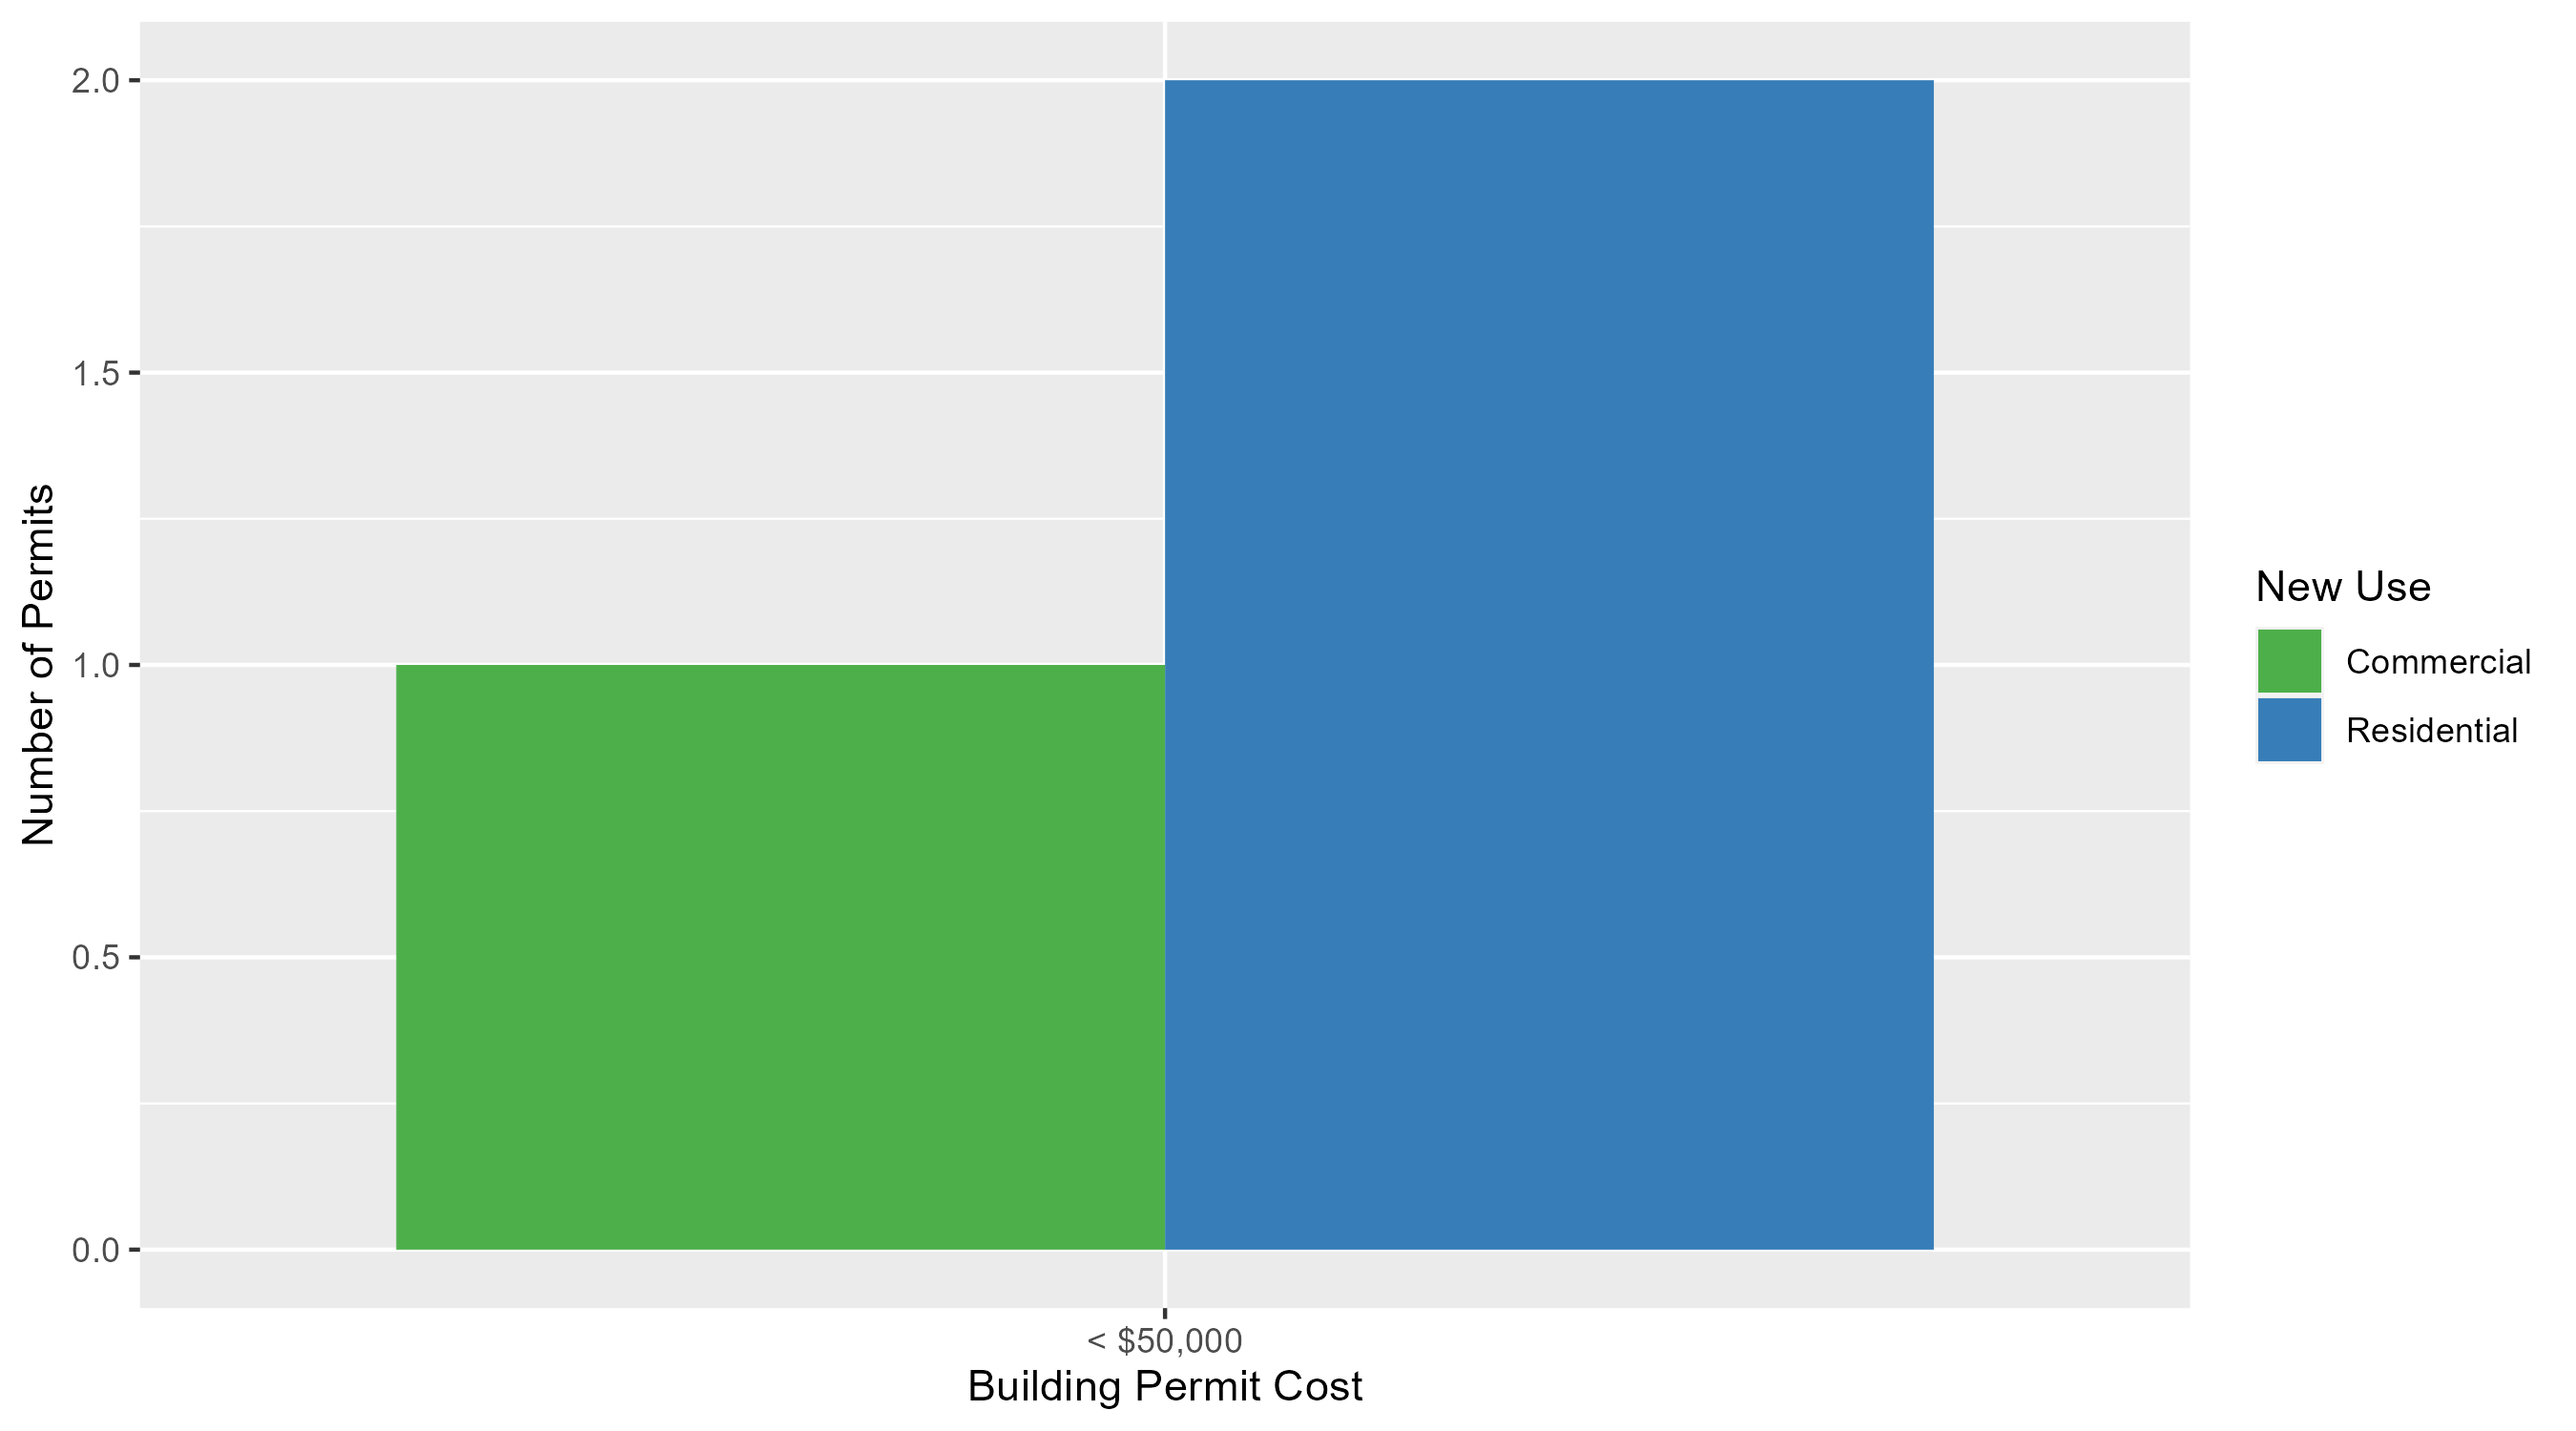 2.0
1.5
1.0
0.5
0.0
Number of Permits
< $50,000
Building Permit Cost
New Use
Commercial
Residential